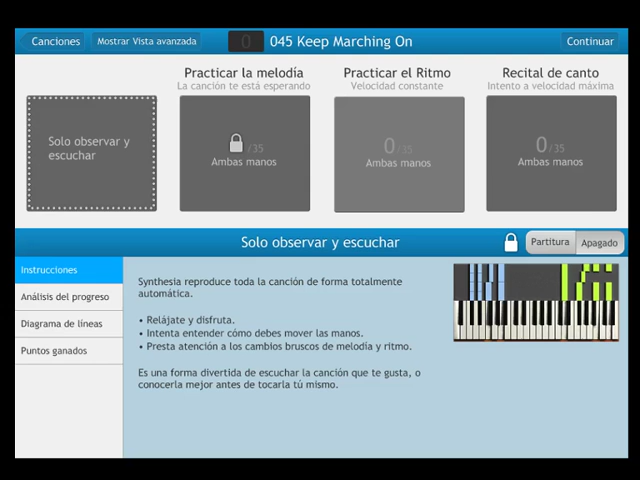 Canciones
Mostrar Vista avanzada
0
045 Keep Marching On
Continuar
Practicar la melodía
La canción te está esperando
Practicar el Ritmo
Velocidad constante
Recital de canto
Intento a velocidad máxima
Solo observar y
escuchar
/35
Ambas manos
0/35
Ambas manos
0/35
Ambas manos
Solo observar y escuchar
Partitura
Apagado
Instrucciones
Análisis del progreso
Diagrama de líneas
Puntos ganados
Synthesia reproduce toda la canción de forma totalmente
automática.
• Relájate y disfruta.
• Intenta entender cómo debes mover las manos.
• Presta atención a los cambios bruscos de melodía y ritmo.
Es una forma divertida de escuchar la canción que te gusta, o
conocerla mejor antes de tocarla tú mismo.